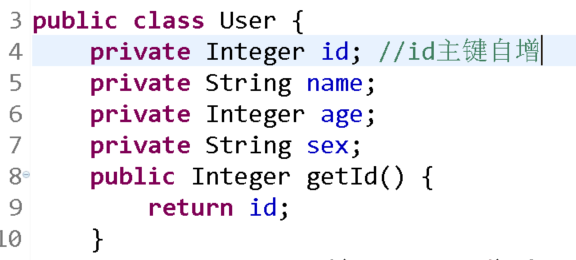 3 public class User {
4 private Integer id; //id主键自增
5 private String name;
6 private Integer age;
7 private String sex;
8 public Integer getId() {
9 return id;
10 }